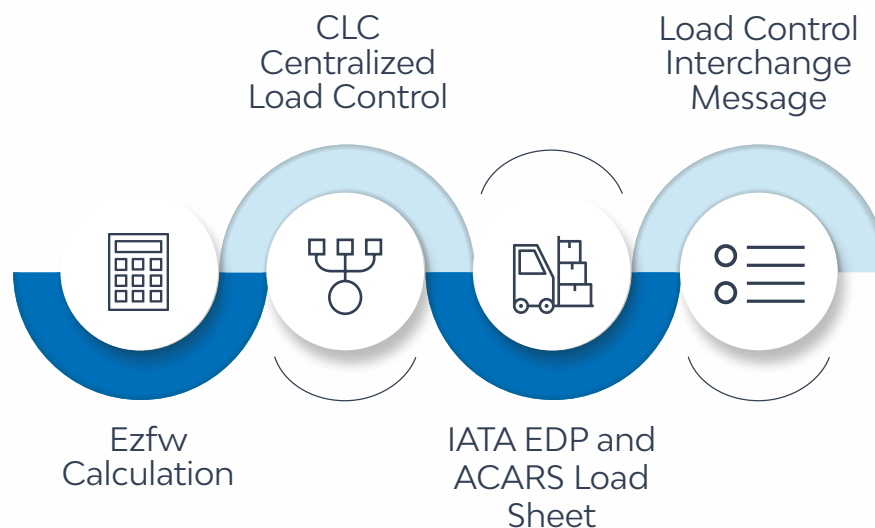 CLC
Centralized
Load Control
Load Control
Interchange
Message
Ezfw
Calculation
IATA EDP and
ACARS Load
Sheet